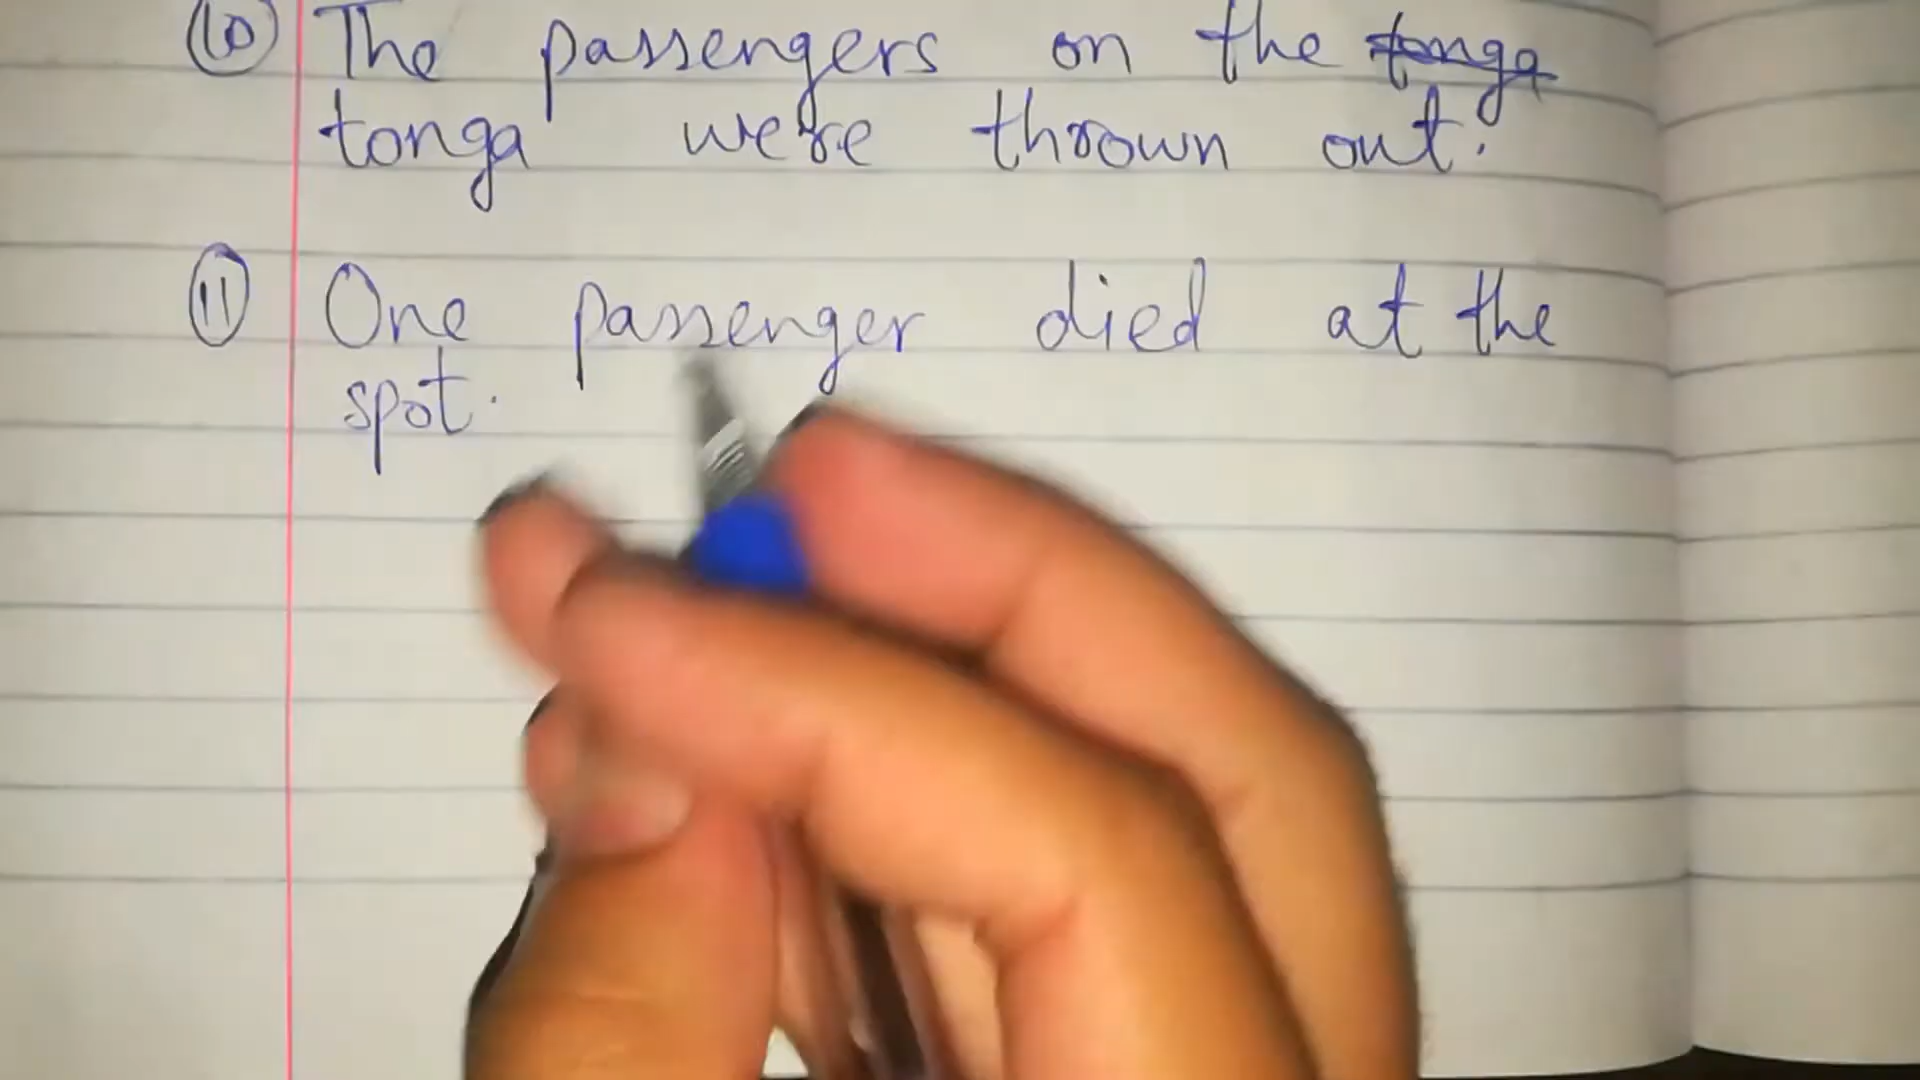 (10) The passengers on the tonga
tonga were thrown out.
(11) One passenger died at the
spot.